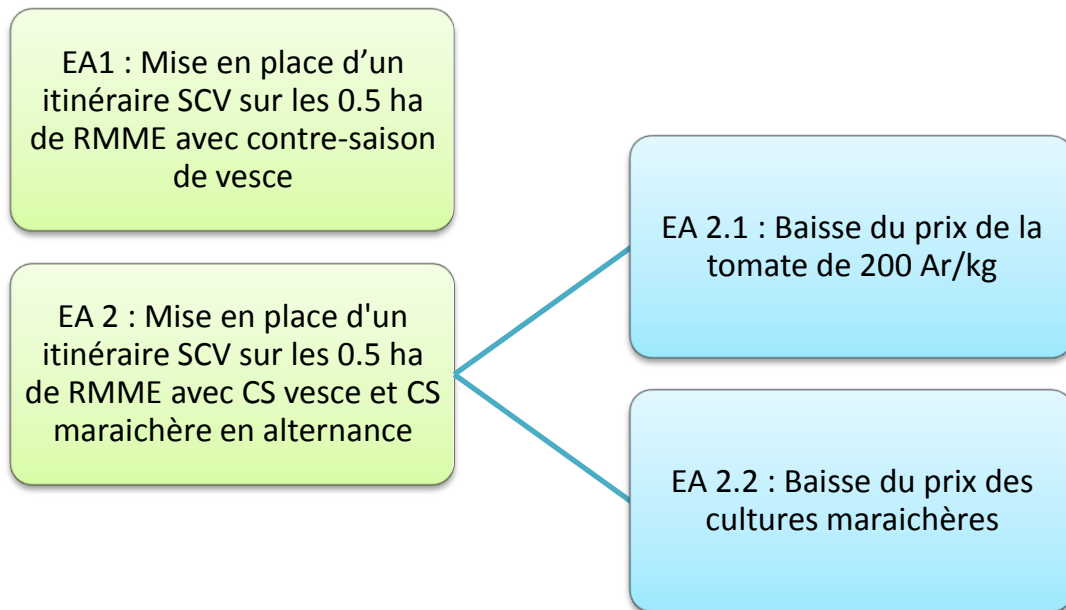 EA1 : Mise en place d’un
itinéraire SCV sur les 0.5 ha
de RMME avec contre-saison
de vesce
EA 2 : Mise en place d'un
itinéraire SCV sur les 0.5 ha
de RMME avec CS vesce et CS
maraichère en alternance
EA 2.1 : Baisse du prix de la
tomate de 200 Ar/kg
EA 2.2 : Baisse du prix des
cultures maraichères